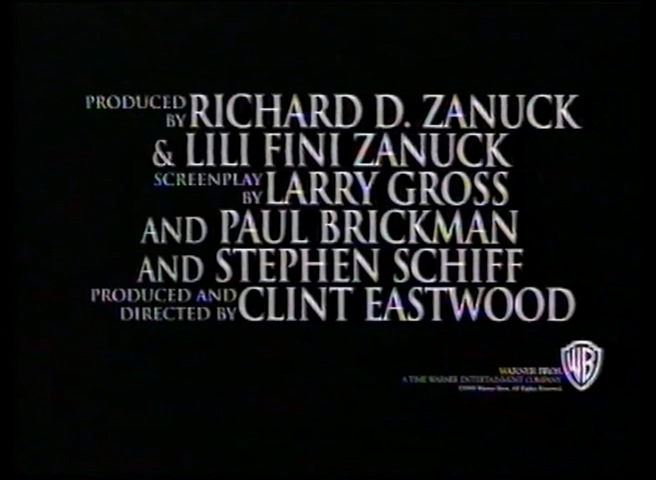 PRODUCED BY RICHARD D. ZANUCK
& LILI FINI ZANUCK
SCREENPLAY BY LARRY GROSS
AND PAUL BRICKMAN
AND STEPHEN SCHIFF
PRODUCED AND DIRECTED BY CLINT EASTWOOD
WARNER BROS.
A TIME WARNER ENTERTAINMENT COMPANY
WB